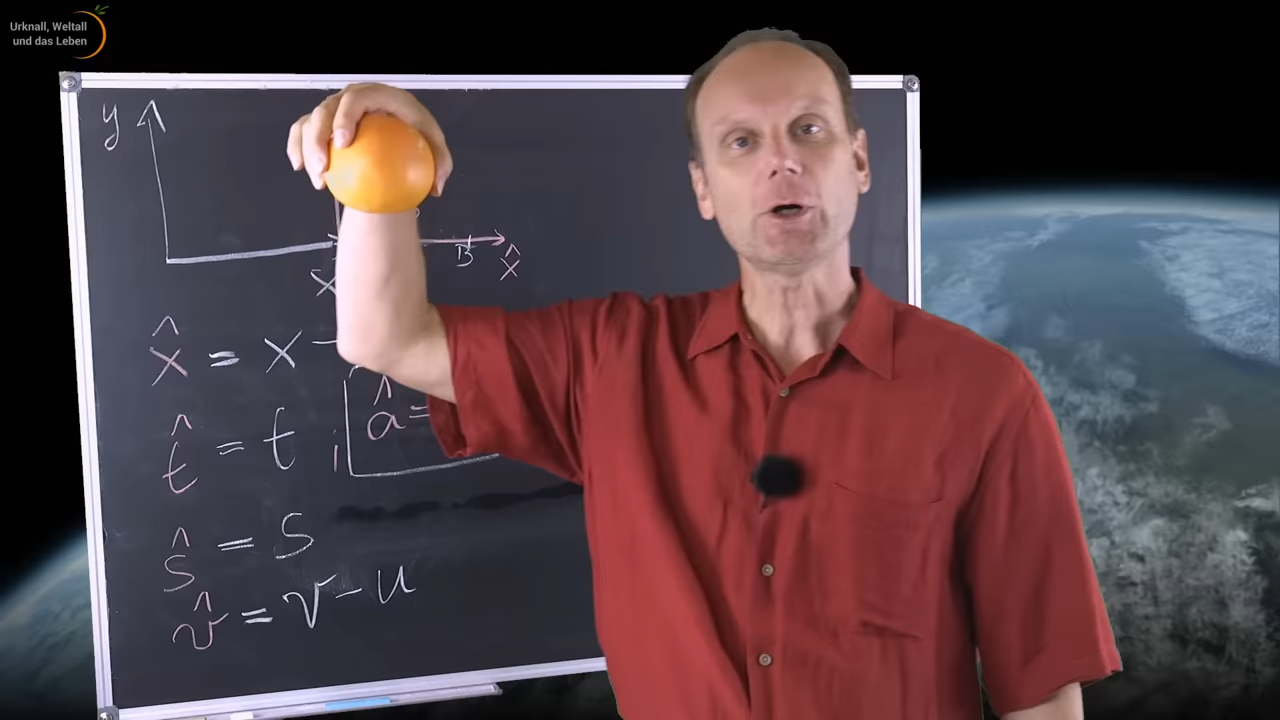 Urknall, Weltall
und das Leben
y
B
x̂
x
x̂ = x -
t̂ = t
â =
ŝ = s
v̂ = v - u